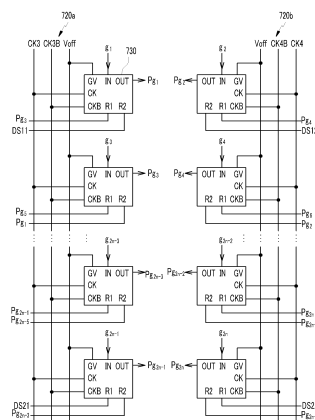 720a 720b
CK3 CK3B Voff g₁ 730 g₂ Voff CK4B CK4
GV IN OUT Pg₁ Pg₂ OUT IN GV
CK CK
CKB R1 R2 R2 R1 CKB
Pg₃ Pg₄
DS11
g₃ g₄
GV IN OUT Pg₃ Pg₄ OUT IN GV
CK CK
CKB R1 R2 R2 R1 CKB
Pg₅ Pg₆
Pg₁ Pg₂
g₂ₙ₋₃ g₂ₙ₋₂
GV IN OUT Pg₂ₙ₋₃ Pg₂ₙ₋₂ OUT IN GV
CK CK
CKB R1 R2 R2 R1 CKB
Pg₂ₙ₋₁
Pg₂ₙ₋₅
g₂ₙ₋₁ g₂ₙ
GV IN OUT Pg₂ₙ₋₁ Pg₂ₙ OUT IN GV
CK CK
CKB R1 R2 R2 R1 CKB
DS21
Pg₂ₙ₋₃